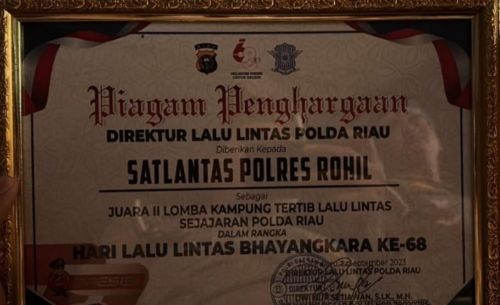 Piagam Penghargaan
DIREKTUR LALU LINTAS POLDA RIAU
Diberikan Kepada
SATLANTAS POLRES ROHIL
Sebagai
JUARA II LOMBA KAMPUNG TERTIB LALU LINTAS
SEJAJARAN POLDA RIAU
DALAM RANGKA
HARI LALU LINTAS BHAYANGKARA KE-68
September 2023
DIREKTUR LALU LINTAS POLDA RIAU
SETIAWAN, S.I.K., M.H.